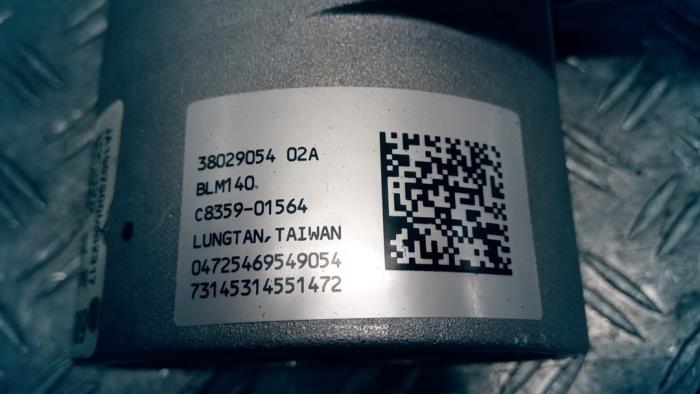 38029054 02A
BLM140
C8359-01564
LUNGTAN, TAIWAN
04725469549054
73145314551472